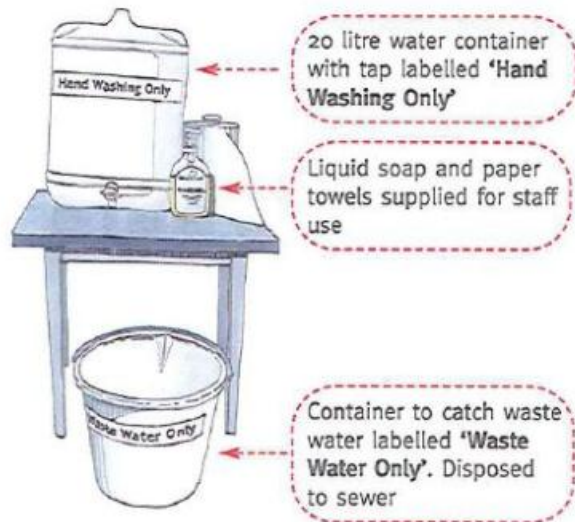 20 litre water container
with tap labelled ‘Hand
Washing Only’
Hand Washing Only
Liquid soap and paper
towels supplied for staff
use
Container to catch waste
water labelled ‘Waste
Water Only’. Disposed
to sewer
Waste Water Only